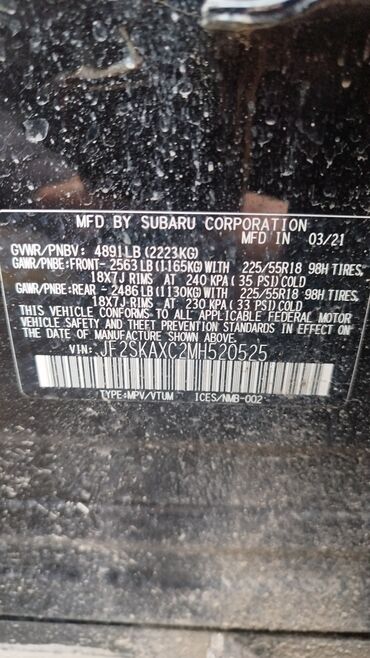 MFD BY SUBARU CORPORATION
MFD IN 03/21
GVWR/PNBV: 4891LB(2223KG)
GAWR/PNBE:FRONT-2563LB(1165KG)WITH 225/55R18 98H TIRES,
18X7J RIMS AT 240 KPA(35 PSI)COLD
GAWR/PNBE:REAR -2486LB(1130KG)WITH 225/55R18 98H TIRES,
18X7J RIMS AT 230 KPA(33 PSI)COLD
THIS VEHICLE CONFORMS TO ALL APPLICABLE FEDERAL MOTOR
VEHICLE SAFETY AND THEFT PREVENTION STANDARDS IN EFFECT ON
THE DATE OF MANUFACTURE SHOWN ABOVE.
VIN: JF2SKAXC2MH520525
TYPE:MPV/VTUM ICES/NMB-002